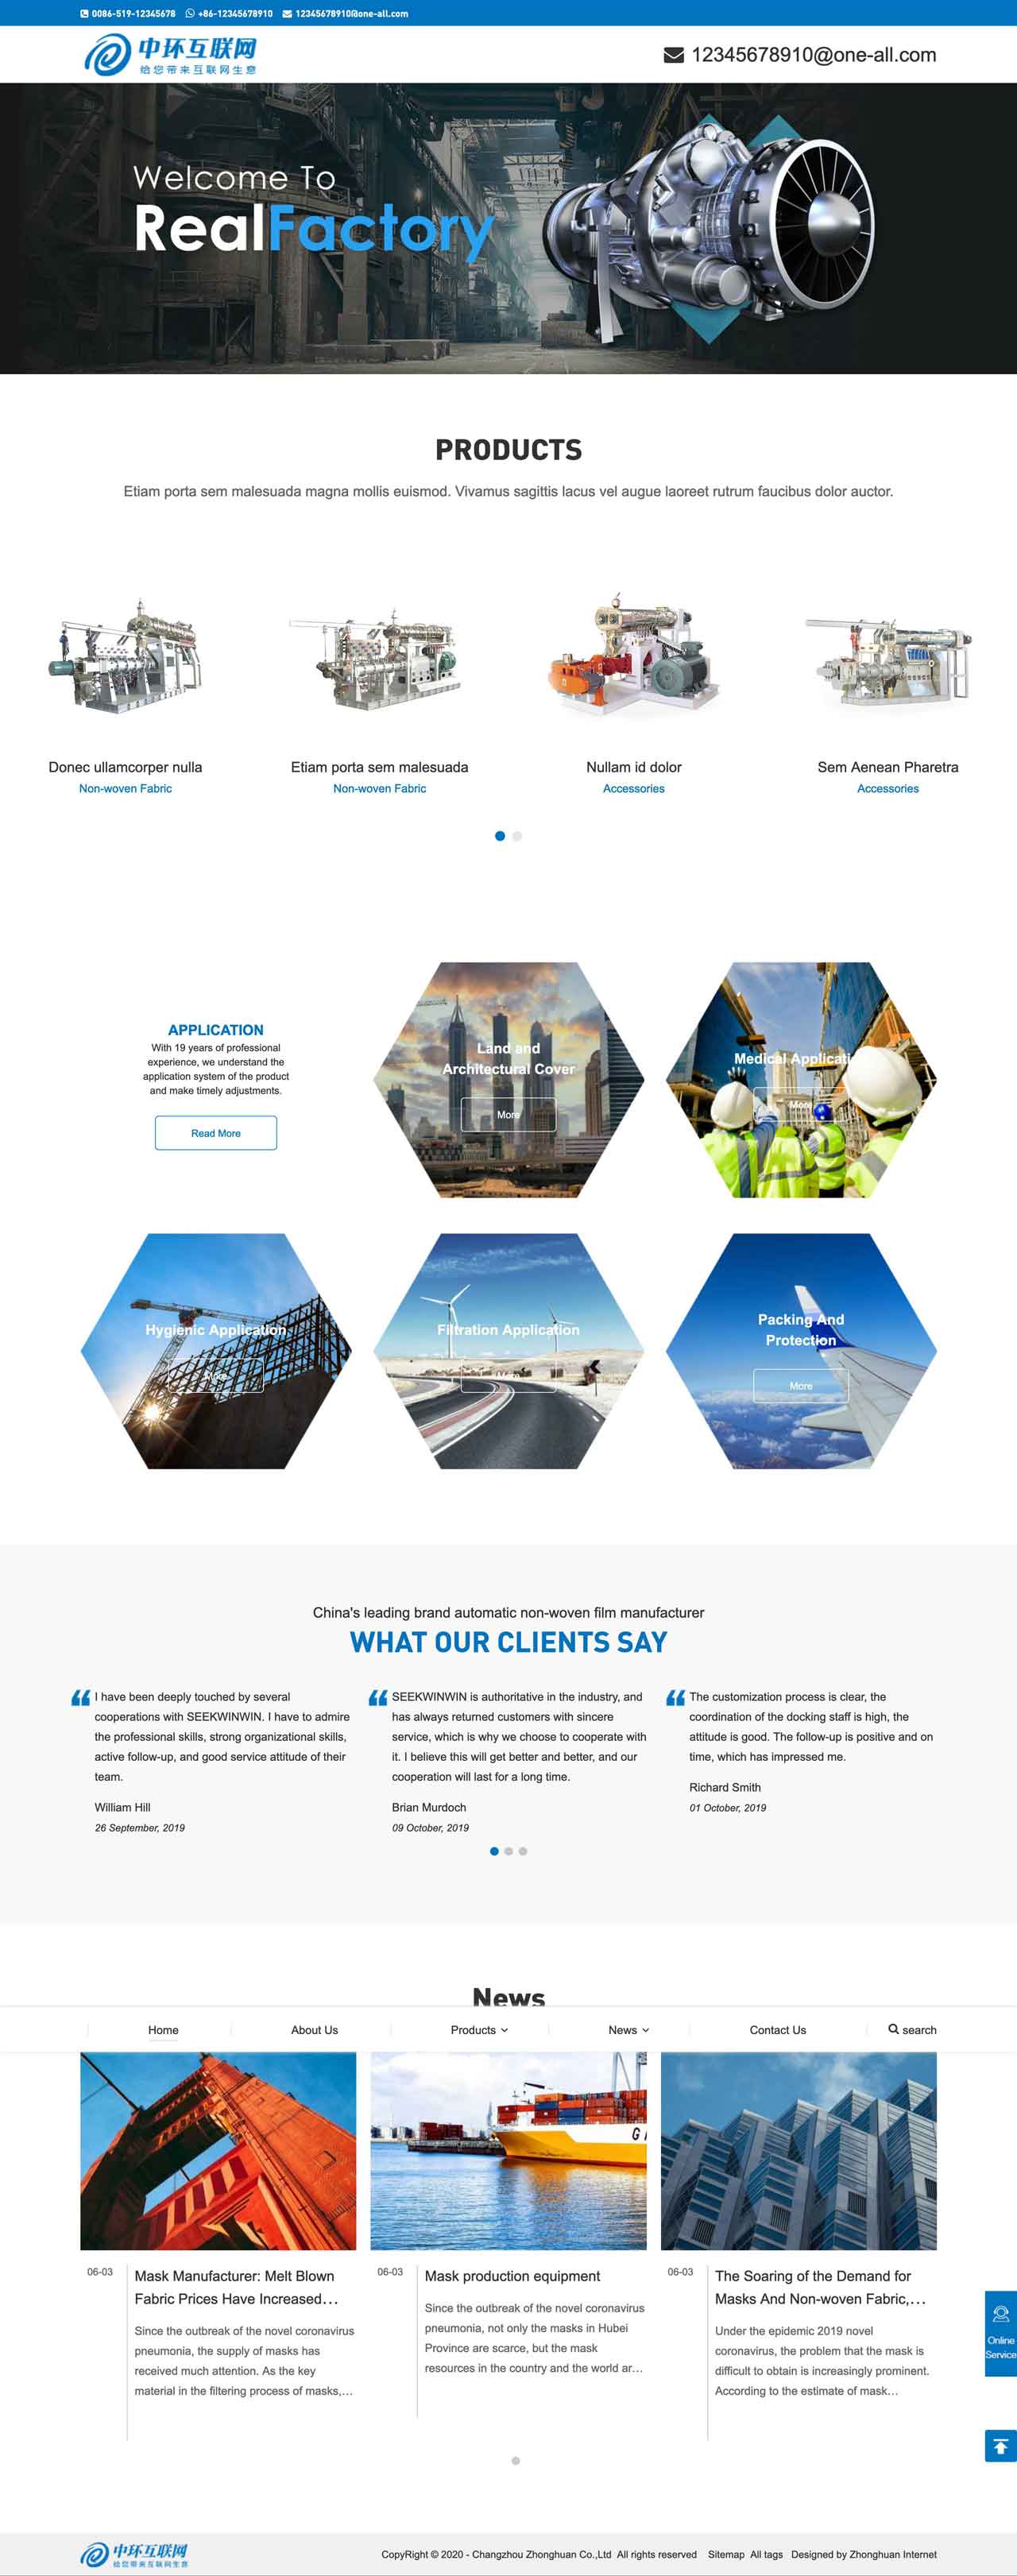 0086-519-12345678 +86-12345678910 12345678910@one-all.com
中环互联网
给您带来互联网生意
12345678910@one-all.com
Welcome To
RealFactory
PRODUCTS
Etiam porta sem malesuada magna mollis euismod. Vivamus sagittis lacus vel augue laoreet rutrum faucibus dolor auctor.
Donec ullamcorper nulla
Non-woven Fabric
Etiam porta sem malesuada
Non-woven Fabric
Nullam id dolor
Accessories
Sem Aenean Pharetra
Accessories
APPLICATION
With 19 years of professional
experience, we understand the
application system of the product
and make timely adjustments.
Read More
Land and
Architectural Cover
More
Medical Applicati
More
Hygienic Application
More
Filtration Application
More
Packing And
Protection
More
China's leading brand automatic non-woven film manufacturer
WHAT OUR CLIENTS SAY
I have been deeply touched by several
cooperations with SEEKWINWIN. I have to admire
the professional skills, strong organizational skills,
active follow-up, and good service attitude of their
team.
William Hill
26 September, 2019
SEEKWINWIN is authoritative in the industry, and
has always returned customers with sincere
service, which is why we choose to cooperate with
it. I believe this will get better and better, and our
cooperation will last for a long time.
Brian Murdoch
09 October, 2019
The customization process is clear, the
coordination of the docking staff is high, the
attitude is good. The follow-up is positive and on
time, which has impressed me.
Richard Smith
01 October, 2019
News
Home About Us Products News Contact Us search
06-03
Mask Manufacturer: Melt Blown
Fabric Prices Have Increased…
Since the outbreak of the novel coronavirus
pneumonia, the supply of masks has
received much attention. As the key
material in the filtering process of masks,…
06-03
Mask production equipment
Since the outbreak of the novel coronavirus
pneumonia, not only the masks in Hubei
Province are scarce, but the mask
resources in the country and the world ar…
06-03
The Soaring of the Demand for
Masks And Non-woven Fabric,…
Under the epidemic 2019 novel
coronavirus, the problem that the mask is
difficult to obtain is increasingly prominent.
According to the estimate of mask…
Online
Service
中环互联网
给您带来互联网生意
CopyRight © 2020 - Changzhou Zhonghuan Co.,Ltd All rights reserved Sitemap All tags Designed by Zhonghuan Internet